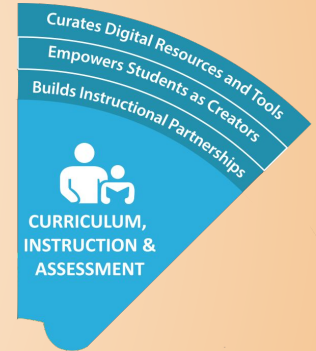 Curates Digital Resources and Tools
Empowers Students as Creators
Builds Instructional Partnerships
CURRICULUM,
INSTRUCTION &
ASSESSMENT